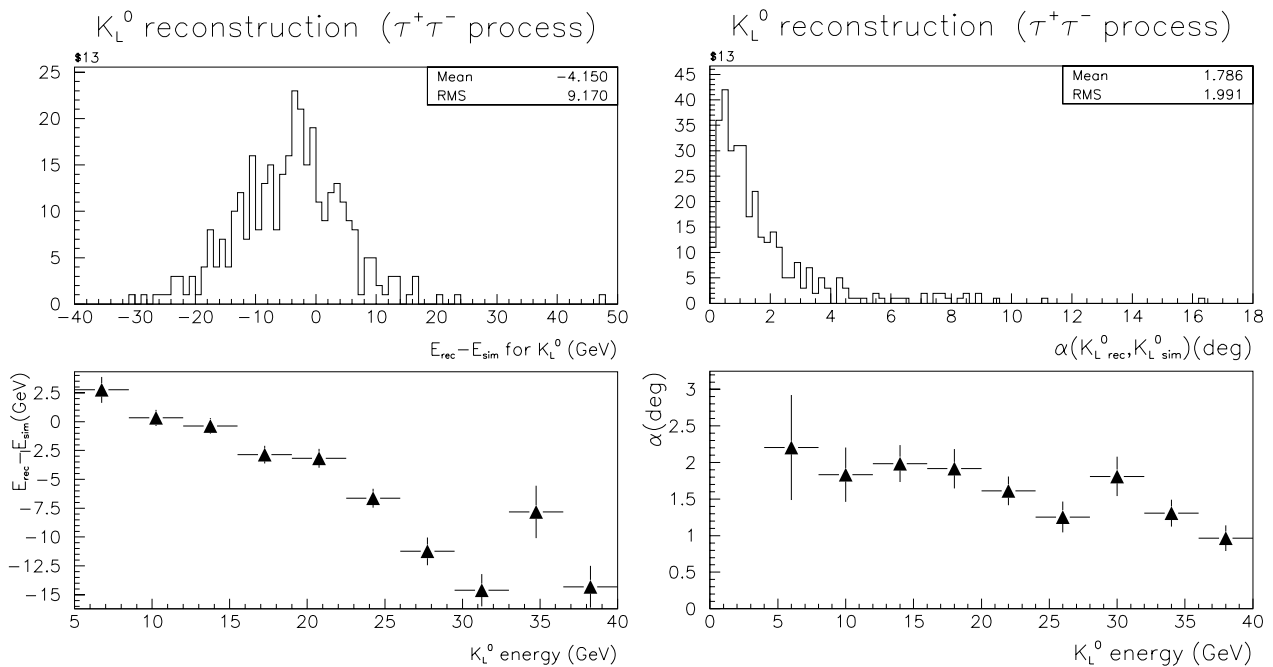 K_L^0 reconstruction (τ⁺τ⁻ process)
$13
Mean −4.150
RMS 9.170
25
20
15
10
5
0
−40 −30 −20 −10 0 10 20 30 40 50
E_rec−E_sim for K_L^0 (GeV)
K_L^0 reconstruction (τ⁺τ⁻ process)
$13
Mean 1.786
RMS 1.991
45
40
35
30
25
20
15
10
5
0
0 2 4 6 8 10 12 14 16 18
α(K_L^0_rec,K_L^0_sim)(deg)
E_rec−E_sim(GeV)
2.5
0
−2.5
−5
−7.5
−10
−12.5
−15
5 10 15 20 25 30 35 40
K_L^0 energy (GeV)
α(deg)
3
2.5
2
1.5
1
0.5
0
0 5 10 15 20 25 30 35 40
K_L^0 energy (GeV)